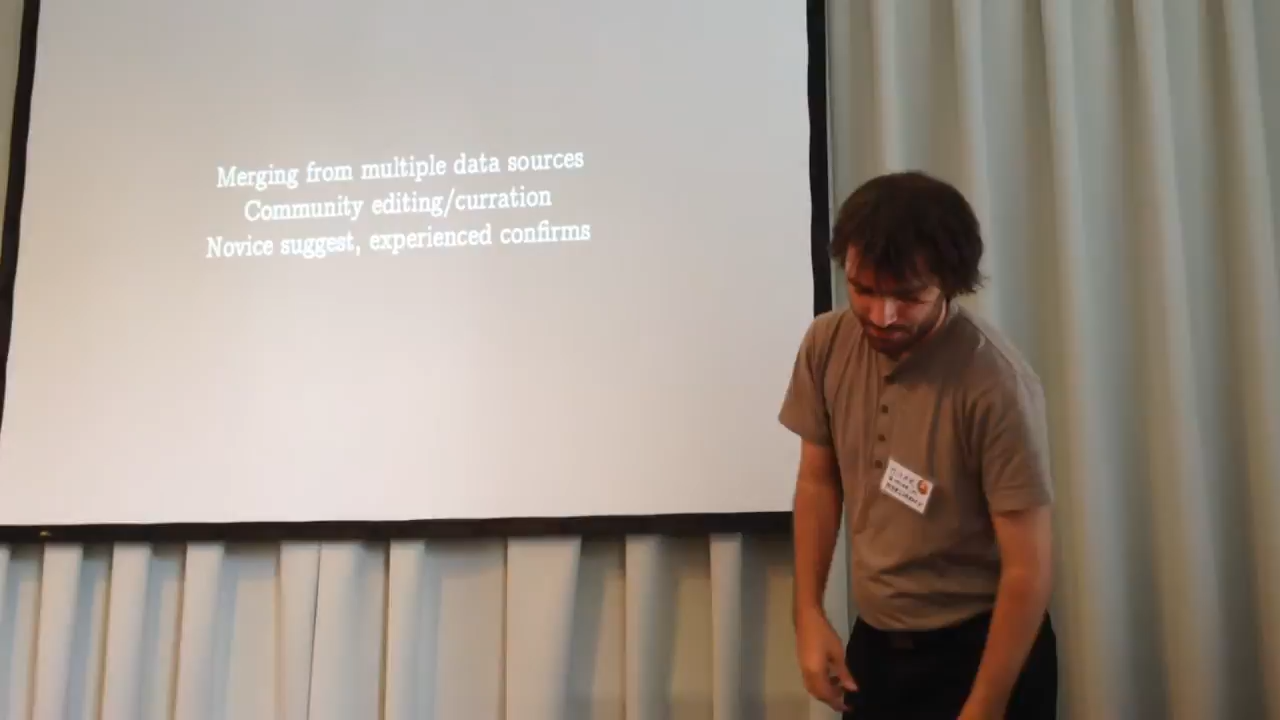 Merging from multiple data sources
Community editing/curration
Novice suggest, experienced confirms